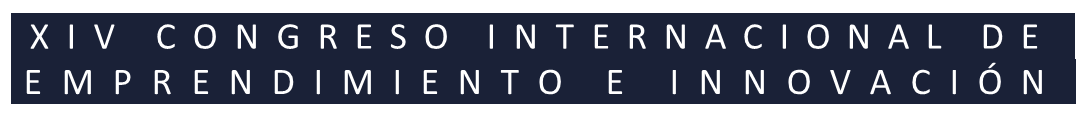 XIV CONGRESO INTERNACIONAL DE
EMPRENDIMIENTO E INNOVACIÓN